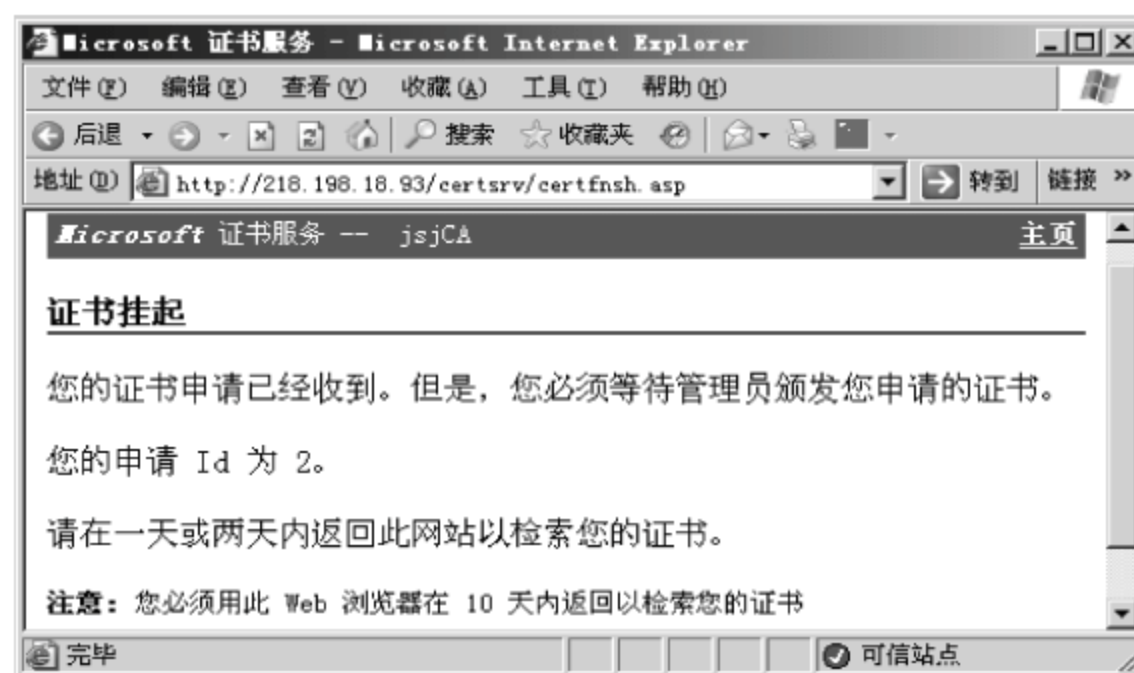 Microsoft 证书服务 - Microsoft Internet Explorer
文件(F) 编辑(E) 查看(V) 收藏(A) 工具(T) 帮助(H)
后退 搜索 收藏夹
地址(D) http://218.198.18.93/certsrv/certfnsh.asp 转到 链接 »
Microsoft 证书服务 -- jsjCA 主页
证书挂起
您的证书申请已经收到。但是，您必须等待管理员颁发您申请的证书。
您的申请 Id 为 2。
请在一天或两天内返回此网站以检索您的证书。
注意：您必须用此 Web 浏览器在 10 天内返回以检索您的证书
完毕 可信站点